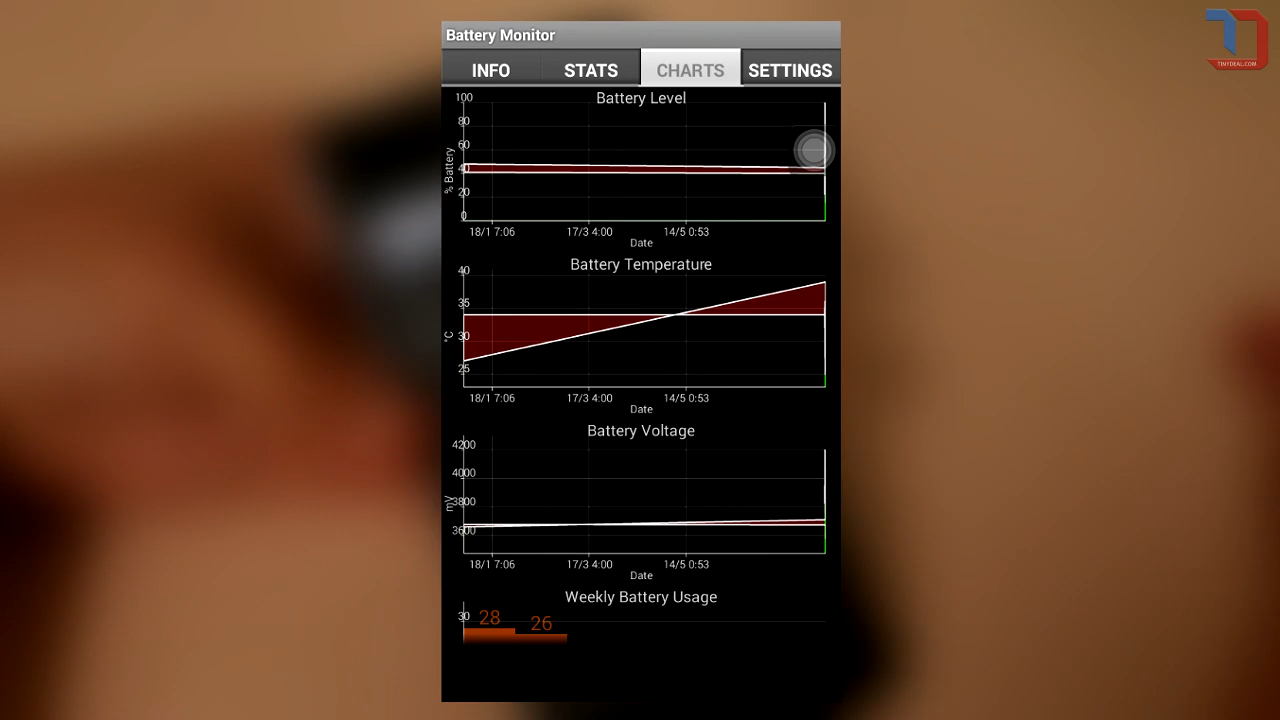 Battery Monitor
INFO STATS CHARTS SETTINGS
Battery Level
100
80
60
40
20
0
% Battery
18/1 7:06 17/3 4:00 14/5 0:53
Date
Battery Temperature
40
35
30
25
°C
18/1 7:06 17/3 4:00 14/5 0:53
Date
Battery Voltage
4200
4000
3800
3600
mV
18/1 7:06 17/3 4:00 14/5 0:53
Date
Weekly Battery Usage
30
28 26
TINYDEAL.COM